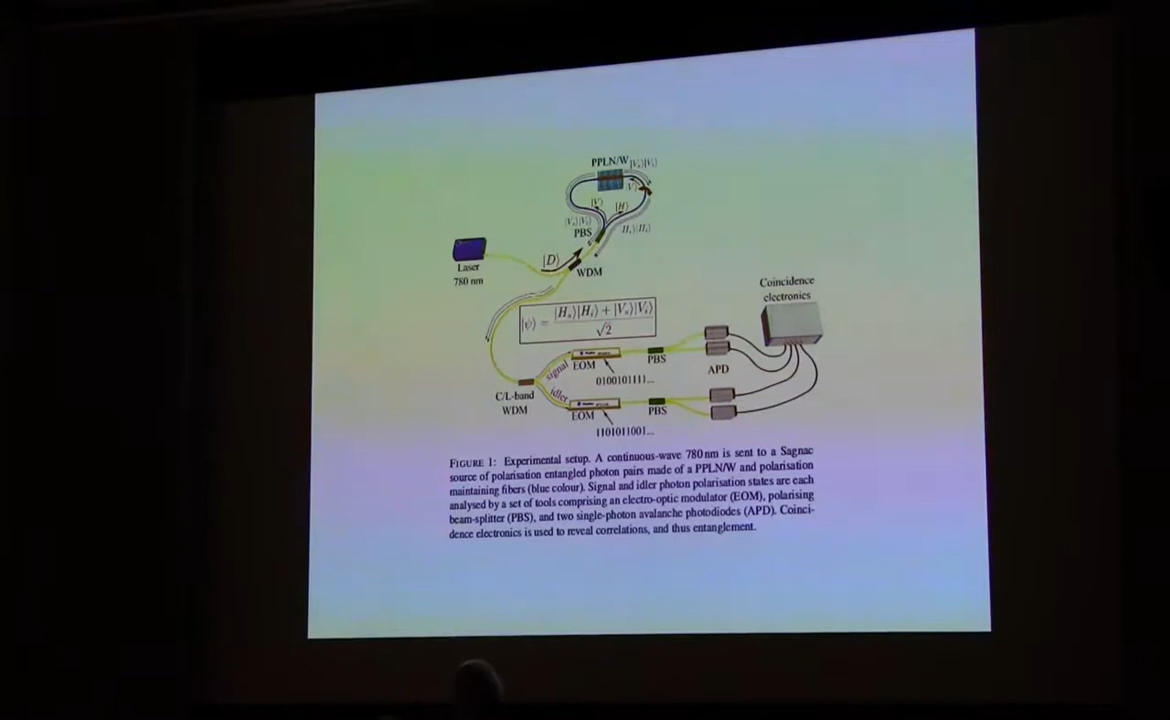 PPLN/W
|V⟩
|H⟩
PBS
|D⟩
WDM
Laser
780 nm
Coincidence
electronics
|ψ⟩ = |Hₛ⟩|Hᵢ⟩ + |Vₛ⟩|Vᵢ⟩
√2
signal
EOM
PBS
APD
0100101111...
C/L-band
WDM
idler
EOM
PBS
1101011001...
FIGURE 1: Experimental setup. A continuous-wave 780 nm is sent to a Sagnac
source of polarisation entangled photon pairs made of a PPLN/W and polarisation
maintaining fibers (blue colour). Signal and idler photon polarisation states are each
analysed by a set of tools comprising an electro-optic modulator (EOM), polarising
beam-splitter (PBS), and two single-photon avalanche photodiodes (APD). Coinci-
dence electronics is used to reveal correlations, and thus entanglement.